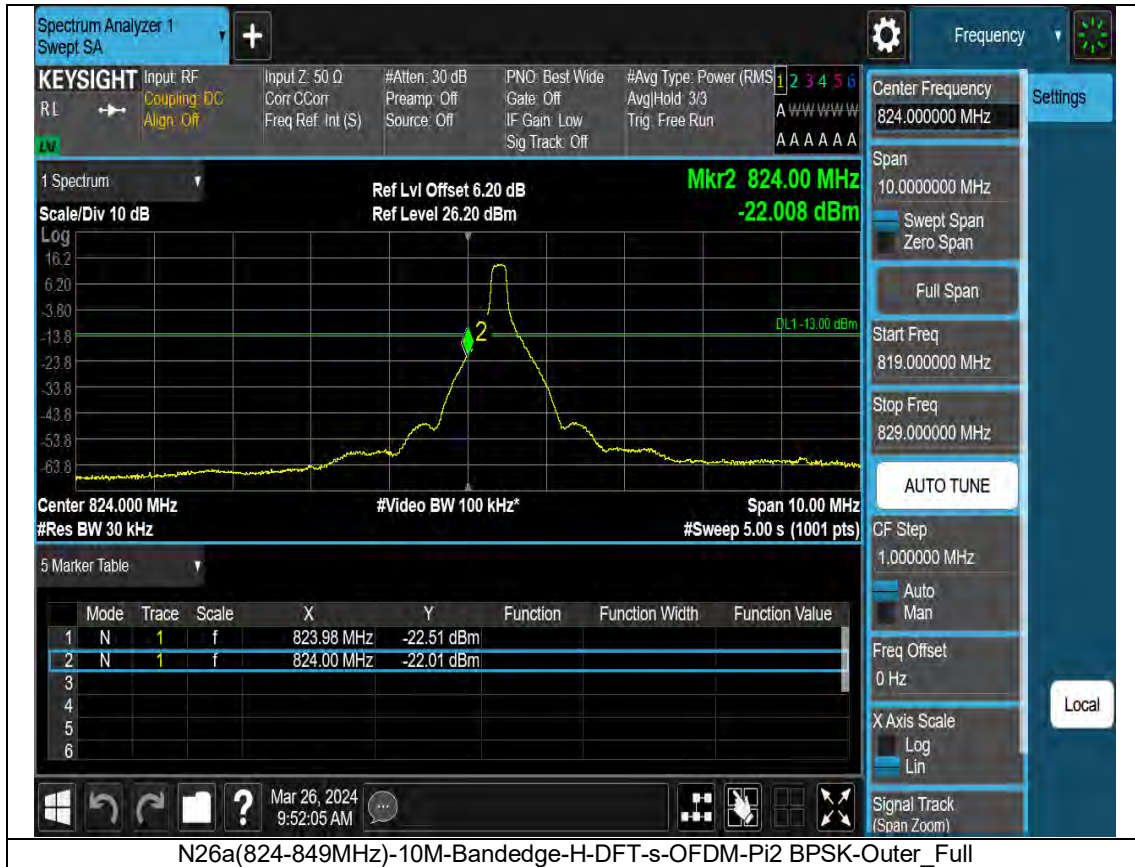 Spectrum Analyzer 1
Swept SA
Frequency
KEYSIGHT
RL
Input: RF
Coupling: DC
Align: Off
Input Z: 50 Ω
Corr CCorr
Freq Ref: Int (S)
#Atten: 30 dB
Preamp: Off
Source: Off
PNO: Best Wide
Gate: Off
IF Gain: Low
Sig Track: Off
#Avg Type: Power (RMS
Avg|Hold: 3/3
Trig: Free Run
1 2 3 4 5 6
A W W W W W
A A A A A A
1 Spectrum
Scale/Div 10 dB
Ref Lvl Offset 6.20 dB
Ref Level 26.20 dBm
Mkr2 824.00 MHz
-22.008 dBm
Log
16.2
6.20
-3.80
-13.8
-23.8
-33.8
-43.8
-53.8
-63.8
2
DL1 -13.00 dBm
Center 824.000 MHz
#Video BW 100 kHz*
Span 10.00 MHz
#Res BW 30 kHz
#Sweep 5.00 s (1001 pts)
5 Marker Table
Mode Trace Scale X Y Function Function Width Function Value
1 N 1 f 823.98 MHz -22.51 dBm
2 N 1 f 824.00 MHz -22.01 dBm
3
4
5
6
Mar 26, 2024
9:52:05 AM
Center Frequency
824.000000 MHz
Settings
Span
10.0000000 MHz
Swept Span
Zero Span
Full Span
Start Freq
819.000000 MHz
Stop Freq
829.000000 MHz
AUTO TUNE
CF Step
1.000000 MHz
Auto
Man
Freq Offset
0 Hz
Local
X Axis Scale
Log
Lin
Signal Track
(Span Zoom)
N26a(824-849MHz)-10M-Bandedge-H-DFT-s-OFDM-Pi2 BPSK-Outer_Full